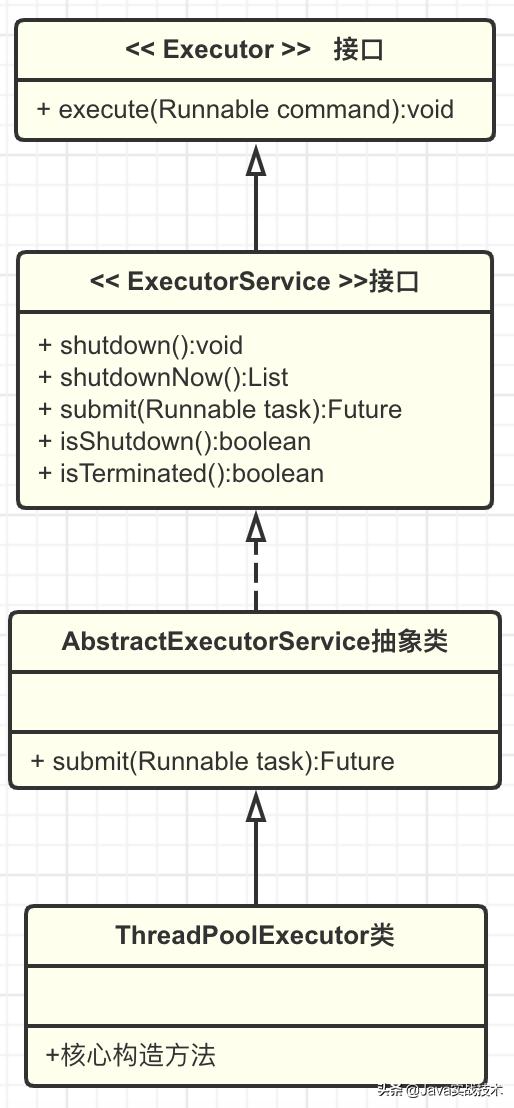 << Executor >> 接口
+ execute(Runnable command):void
<< ExecutorService >>接口
+ shutdown():void
+ shutdownNow():List
+ submit(Runnable task):Future
+ isShutdown():boolean
+ isTerminated():boolean
AbstractExecutorService抽象类
+ submit(Runnable task):Future
ThreadPoolExecutor类
+核心构造方法
头条 @Java实战技术